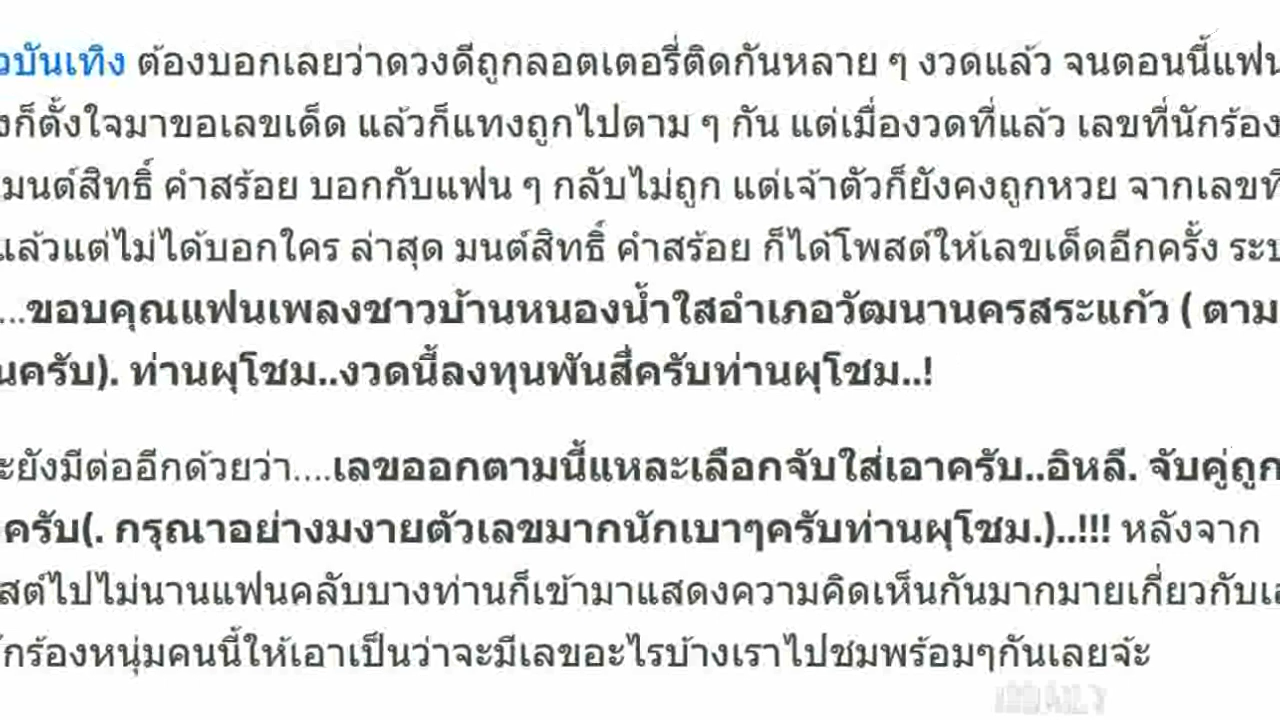 วบันเทิง ต้องบอกเลยว่าดวงดีถูกลอตเตอรี่ติดกันหลาย ๆ งวดแล้ว จนตอนนี้แฟน
งก็ตั้งใจมาขอเลขเด็ด แล้วก็แทงถูกไปตาม ๆ กัน แต่เมื่องวดที่แล้ว เลขที่นักร้อง
มนต์สิทธิ์ คำสร้อย บอกกับแฟน ๆ กลับไม่ถูก แต่เจ้าตัวก็ยังคงถูกหวย จากเลขที่
แล้วแต่ไม่ได้บอกใคร ล่าสุด มนต์สิทธิ์ คำสร้อย ก็ได้โพสต์ให้เลขเด็ดอีกครั้ง ระบ
....ขอบคุณแฟนเพลงชาวบ้านหนองน้ำใสอำเภอวัฒนานครสระแก้ว ( ตาม
นครับ). ท่านผุโชม..งวดนี้ลงทุนพันสี่ครับท่านผุโชม..!
ะยังมีต่ออีกด้วยว่า....เลขออกตามนี้แหละเลือกจับใส่เอาครับ..อิหลี. จับคู่ถูก
ครับ(. กรุณาอย่างมงายตัวเลขมากนักเบาๆครับท่านผุโชม.)..!!! หลังจาก
สต์ไปไม่นานแฟนคลับบางท่านก็เข้ามาแสดงความคิดเห็นกันมากมายเกี่ยวกับเล
ักร้องหนุ่มคนนี้ให้เอาเป็นว่าจะมีเลขอะไรบ้างเราไปชมพร้อมๆกันเลยจ้ะ